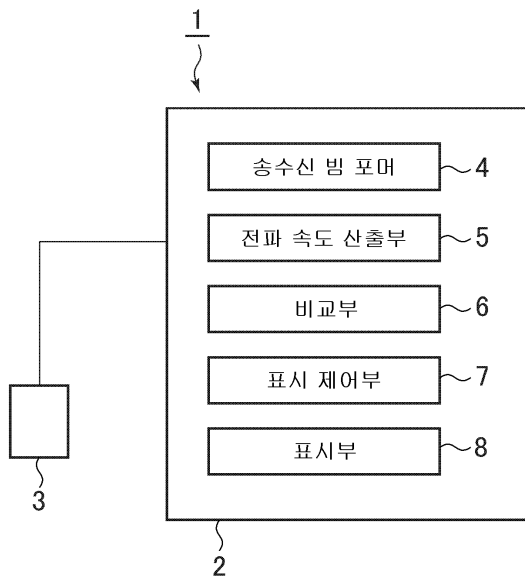 1
송수신 빔 포머 4
전파 속도 산출부 5
비교부 6
표시 제어부 7
표시부 8
3
2